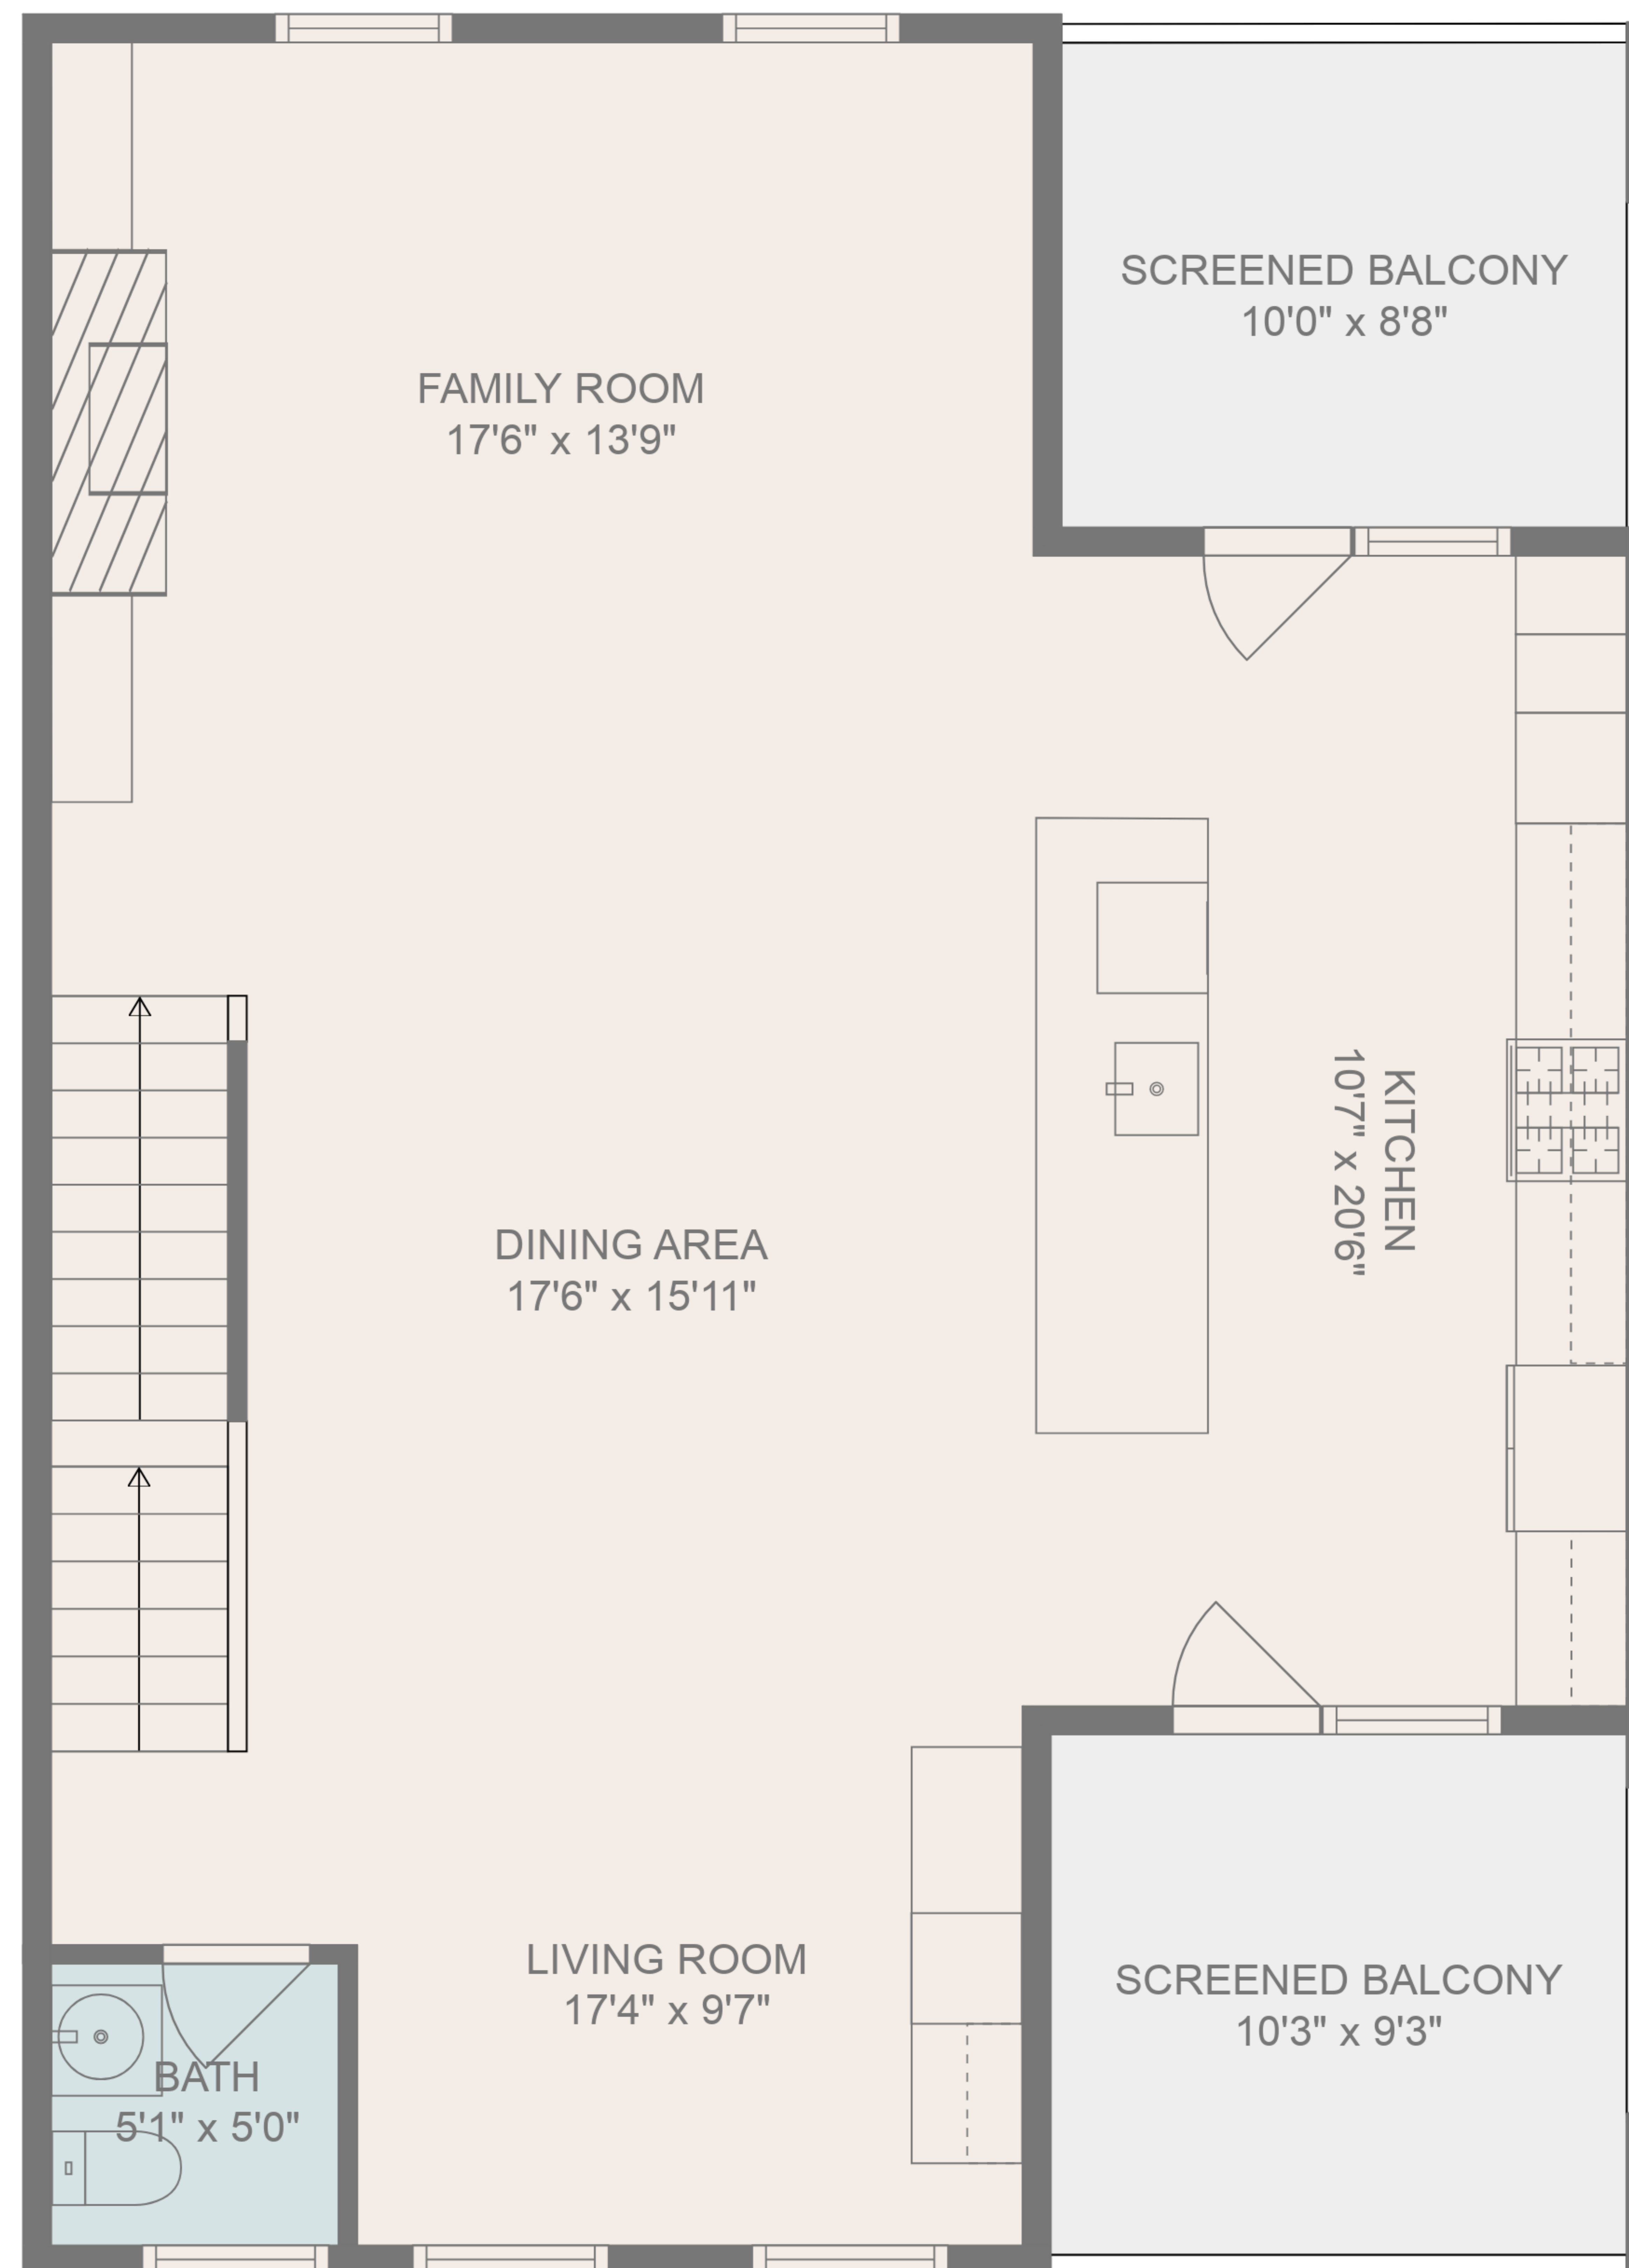 SCREENED BALCONY
10'0" x 8'8"
FAMILY ROOM
17'6" x 13'9"
KITCHEN
10'7" x 20'6"
DINING AREA
17'6" x 15'11"
LIVING ROOM
17'4" x 9'7"
SCREENED BALCONY
10'3" x 9'3"
BATH
5'1" x 5'0"